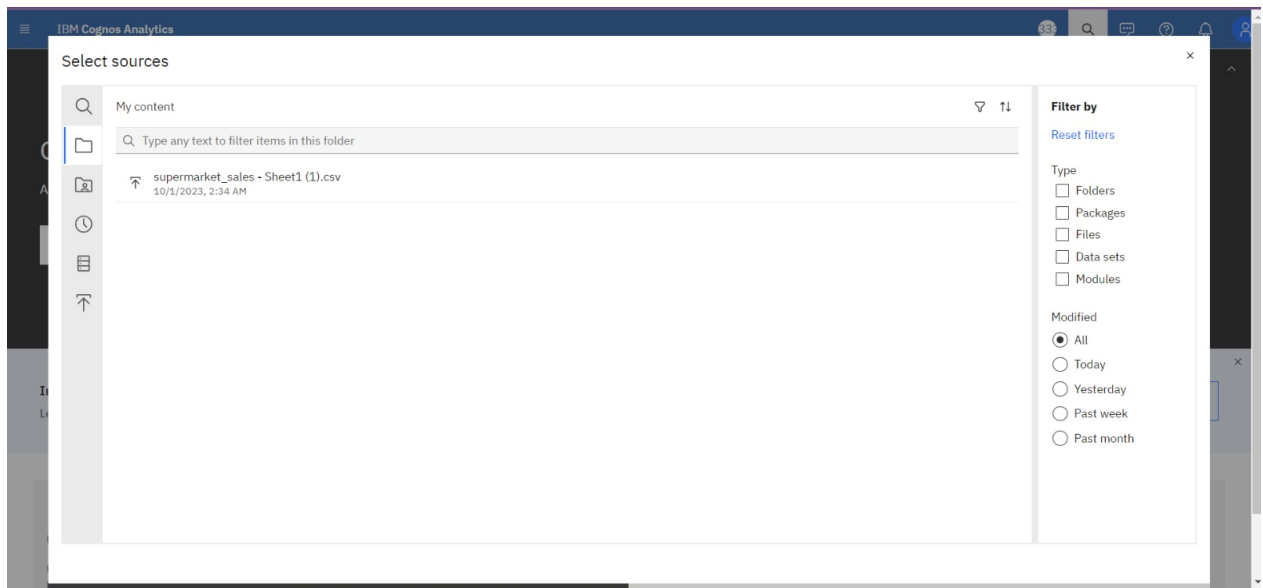 IBM Cognos Analytics
Select sources
My content
Type any text to filter items in this folder
supermarket_sales - Sheet1 (1).csv
10/1/2023, 2:34 AM
Filter by
Reset filters
Type
Folders
Packages
Files
Data sets
Modules
Modified
All
Today
Yesterday
Past week
Past month